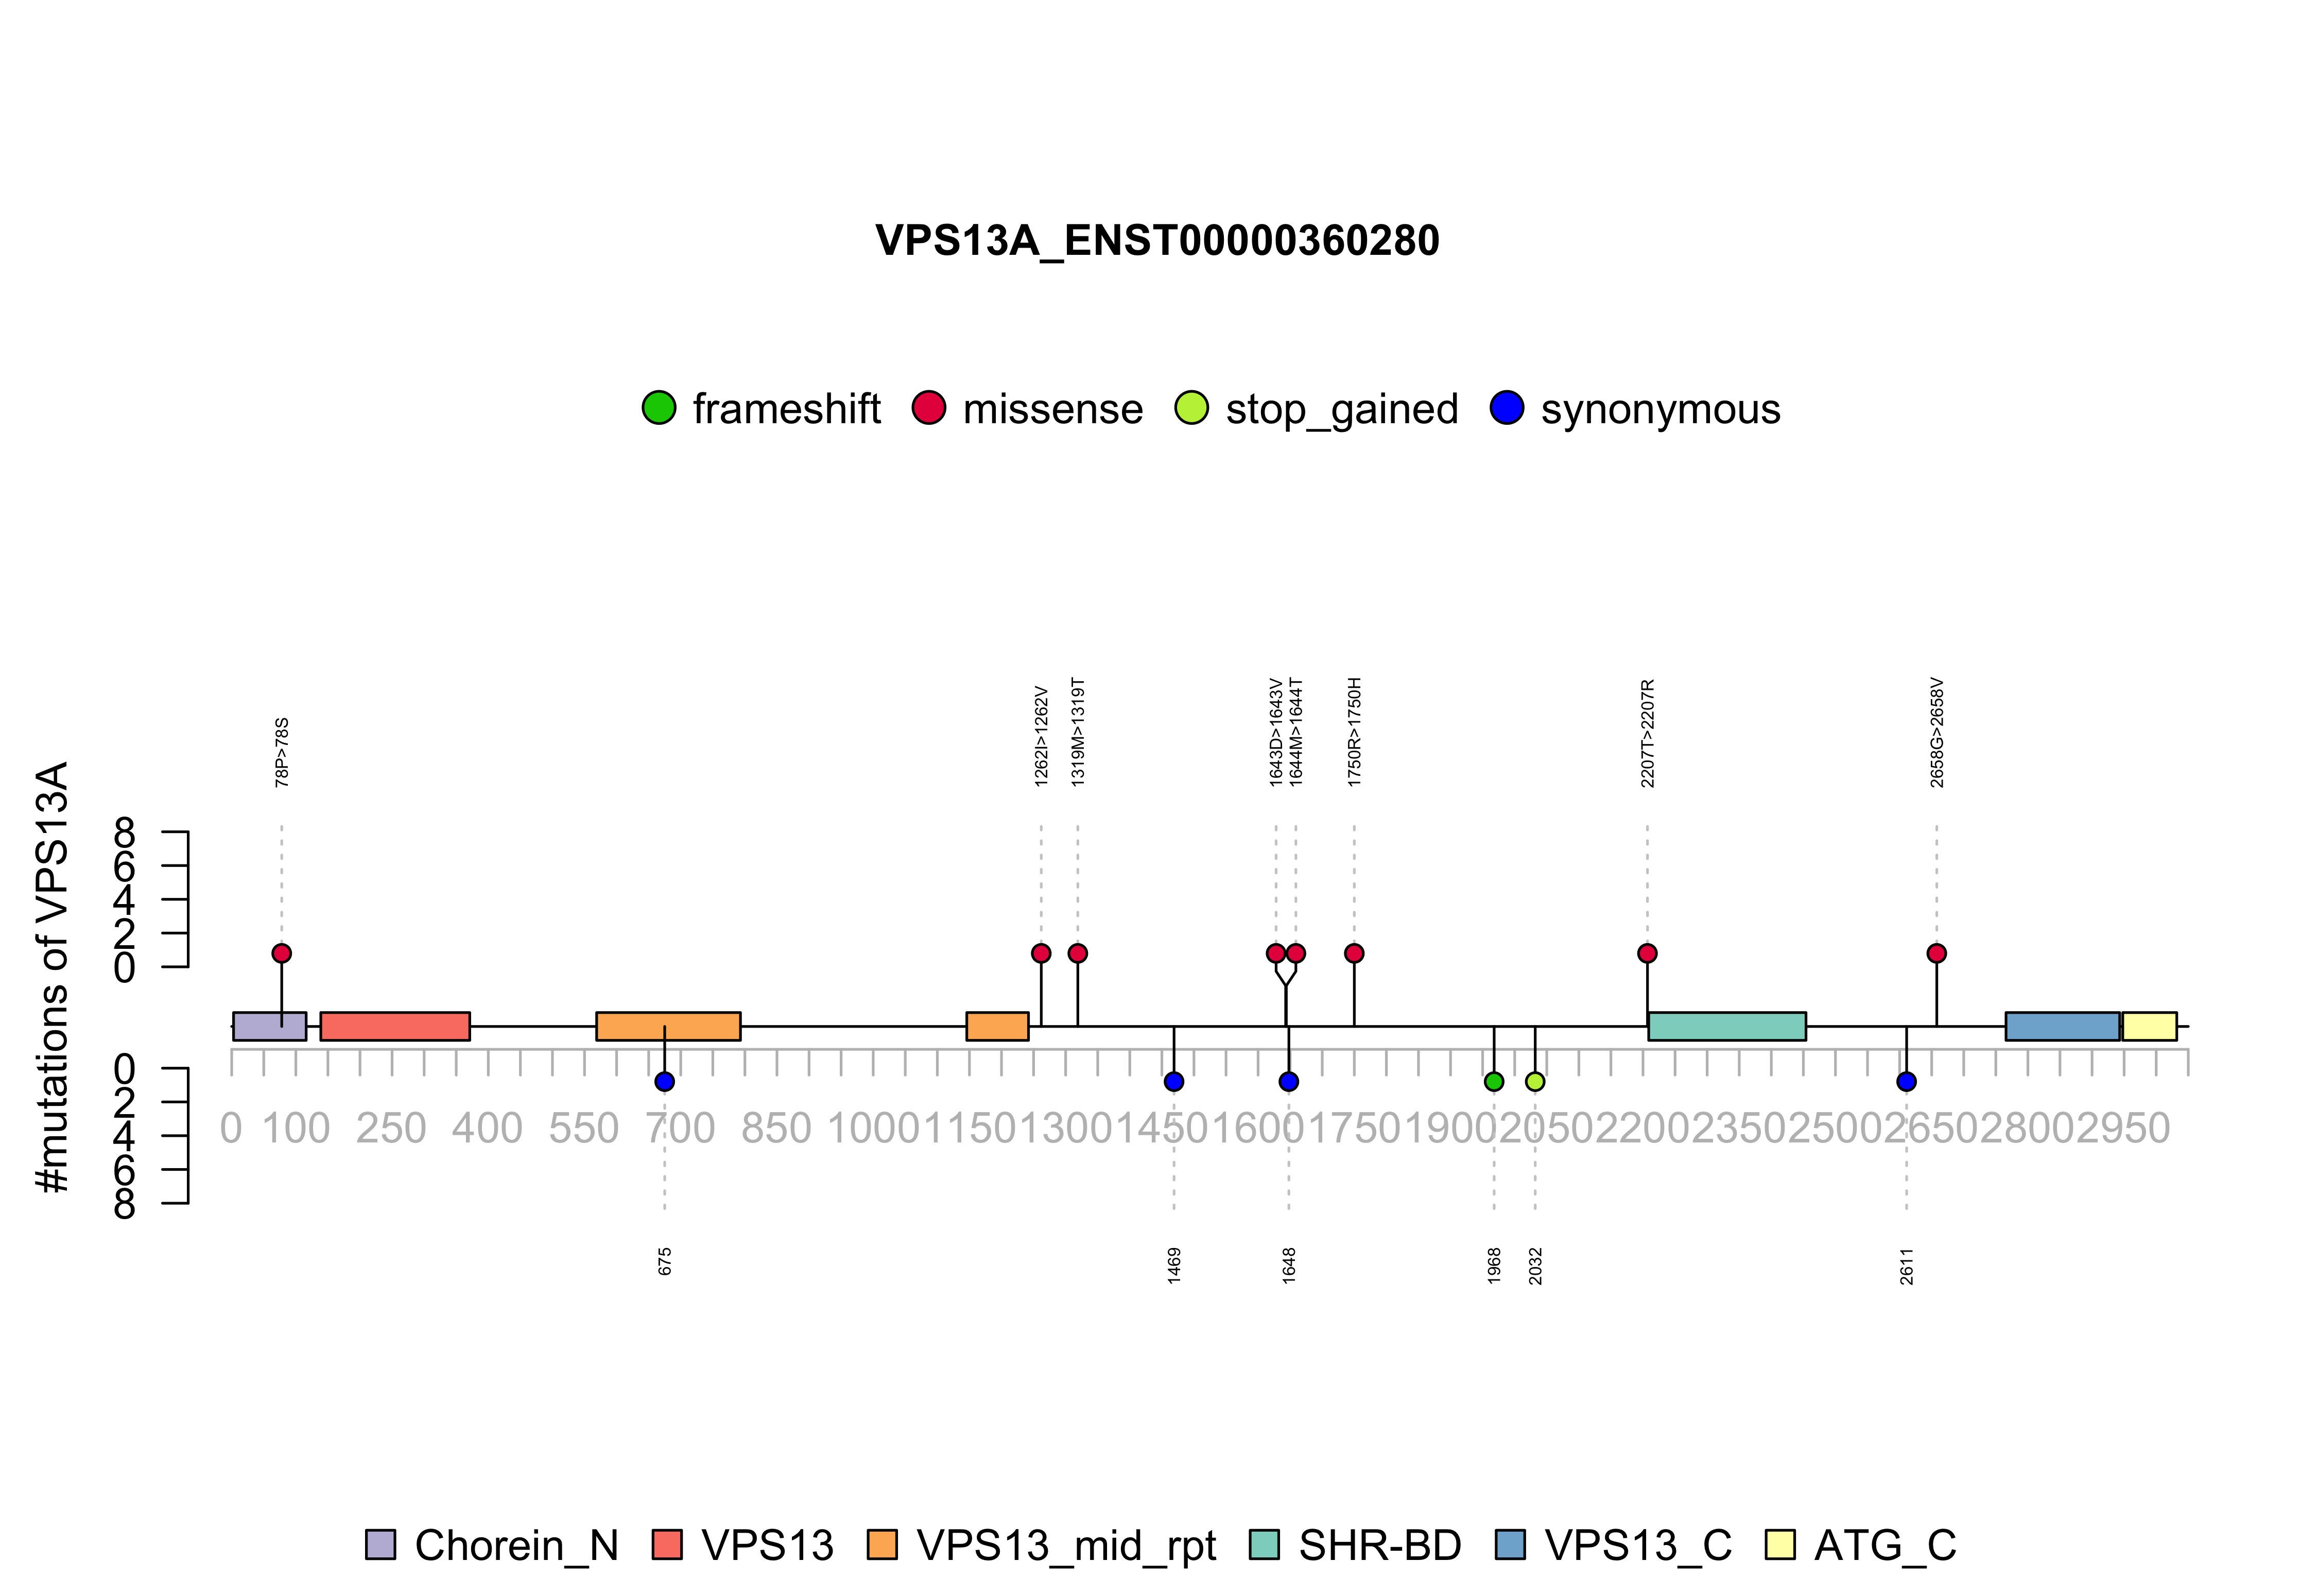 VPS13A_ENST00000360280
frameshift missense stop_gained synonymous
78P>78S 1262I>1262V 1319M>1319T 1643D>1643V 1644M>1644T 1750R>1750H 2207T>2207R 2658G>2658V
#mutations of VPS13A
8
6
4
2
0
0
2
4
6
8
0 100 250 400 550 700 850 1000 1150 1300 1450 1600 1750 1900 2050 2200 2350 2500 2650 2800 2950
675 1469 1648 1968 2032 2611
Chorein_N VPS13 VPS13_mid_rpt SHR-BD VPS13_C ATG_C